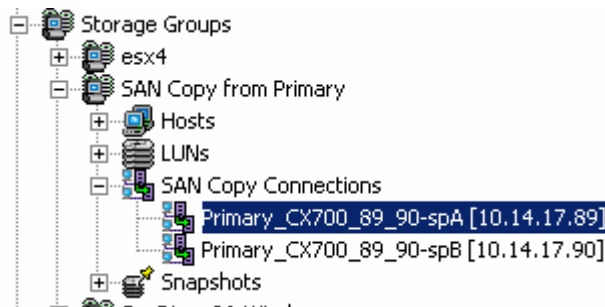 Storage Groups
esx4
SAN Copy from Primary
Hosts
LUNs
SAN Copy Connections
Primary_CX700_89_90-spA [10.14.17.89]
Primary_CX700_89_90-spB [10.14.17.90]
Snapshots